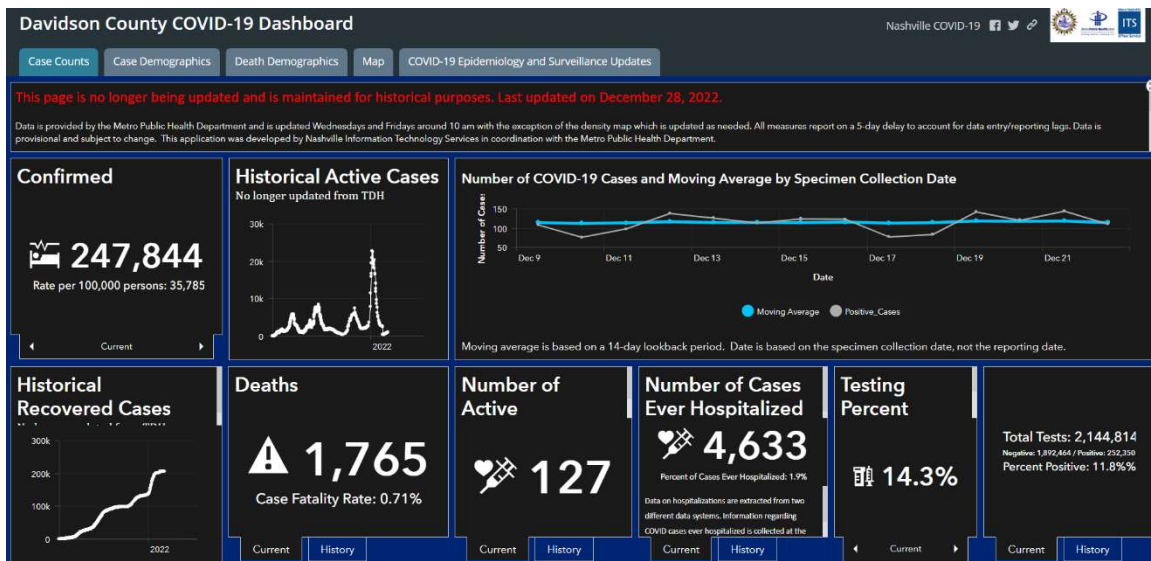 Davidson County COVID-19 Dashboard
Nashville COVID-19
ITS
Case Counts
Case Demographics
Death Demographics
Map
COVID-19 Epidemiology and Surveillance Updates
This page is no longer being updated and is maintained for historical purposes. Last updated on December 28, 2022.
Data is provided by the Metro Public Health Department and is updated Wednesdays and Fridays around 10 am with the exception of the density map which is updated as needed. All measures report on a 5-day delay to account for data entry/reporting lags. Data is
provisional and subject to change. This application was developed by Nashville Information Technology Services in coordination with the Metro Public Health Department.
Confirmed
247,844
Rate per 100,000 persons: 35,785
Current
Historical Active Cases
No longer updated from TDH
30k
20k
10k
0
2022
Number of COVID-19 Cases and Moving Average by Specimen Collection Date
Number of Cases
150
100
50
Dec 9
Dec 11
Dec 13
Dec 15
Dec 17
Dec 19
Dec 21
Date
Moving Average
Positive_Cases
Moving average is based on a 14-day lookback period. Date is based on the specimen collection date, not the reporting date.
Historical
Recovered Cases
300k
200k
100k
0
2022
Deaths
1,765
Case Fatality Rate: 0.71%
Current
History
Number of
Active
127
Current
History
Number of Cases
Ever Hospitalized
4,633
Percent of Cases Ever Hospitalized: 1.9%
Data on hospitalizations are extracted from two
different data systems. Information regarding
COVID cases ever hospitalized is collected at the
Current
History
Testing
Percent
14.3%
Current
Total Tests: 2,144,814
Negative: 1,892,464 / Positive: 252,350
Percent Positive: 11.8%%
Current
History